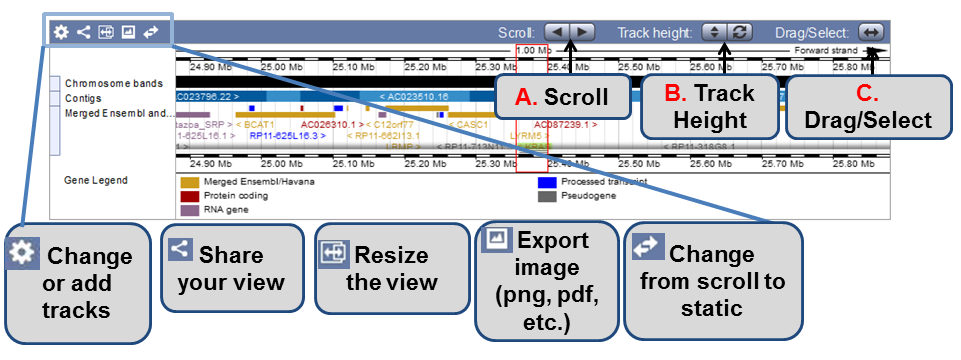 Scroll: Track height: Drag/Select:
1.00 Mb Forward strand
24.90 Mb 25.00 Mb 25.10 Mb 25.20 Mb 25.30 Mb 25.40 Mb 25.50 Mb 25.60 Mb 25.70 Mb 25.80 Mb
Chromosome bands
Contigs
AC023796.22 > < AC023510.16
Merged Ensembl and...
< BCAT1 AC026310.1 > < C12orf77 < CASC1 LYRM5 > AC087239.1 >
RP11-625L16.3 > < RP11-662I13.1 < KRAS
LRMP > < RP11-713N11 < RP11-318G8.1
24.90 Mb 25.00 Mb 25.10 Mb 25.20 Mb 25.30 Mb 25.40 Mb 25.50 Mb 25.60 Mb 25.70 Mb 25.80 Mb
Gene Legend
Merged Ensembl/Havana Processed transcript
Protein coding Pseudogene
RNA gene
A. Scroll
B. Track
Height
C.
Drag/Select
Change
or add
tracks
Share
your view
Resize
the view
Export
image
(png, pdf,
etc.)
Change
from scroll to
static